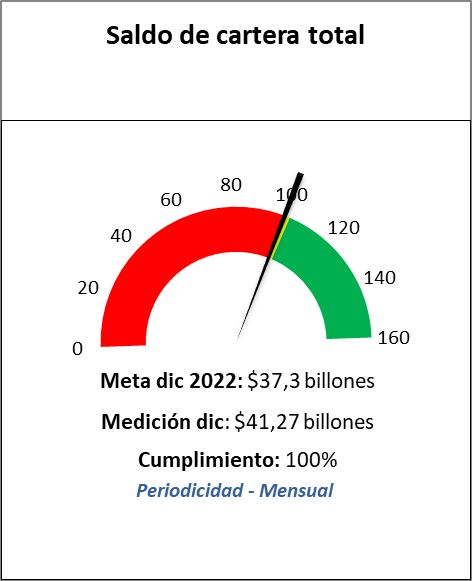 Saldo de cartera total
0
20
40
60
80
100
120
140
160
Meta dic 2022: $37,3 billones
Medición dic: $41,27 billones
Cumplimiento: 100%
Periodicidad - Mensual